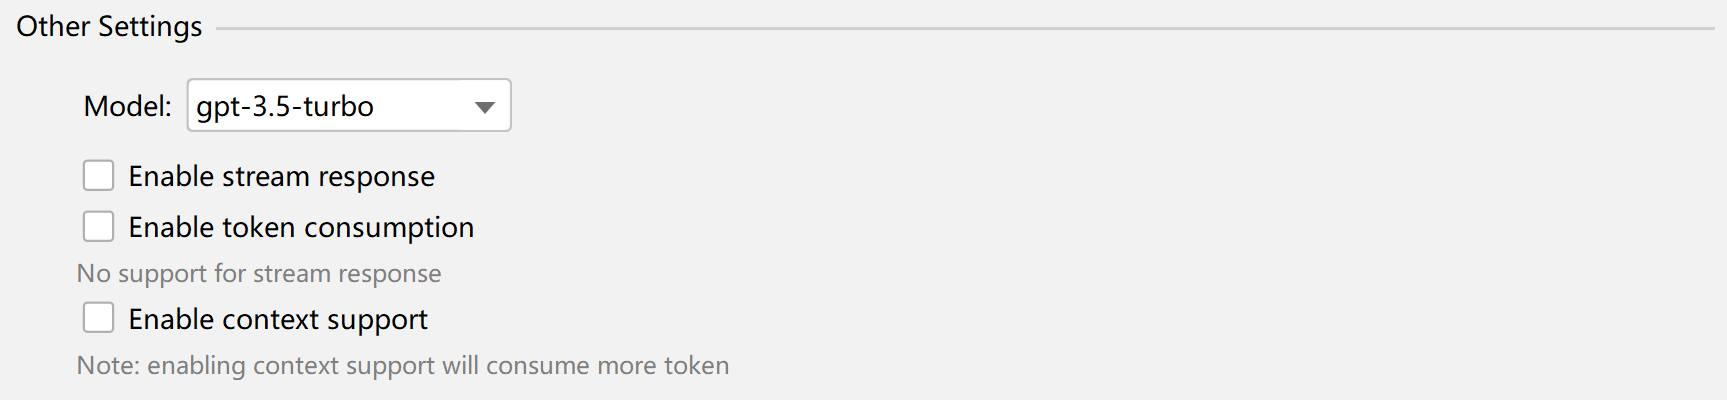 Other Settings
Model: gpt-3.5-turbo
Enable stream response
Enable token consumption
No support for stream response
Enable context support
Note: enabling context support will consume more token